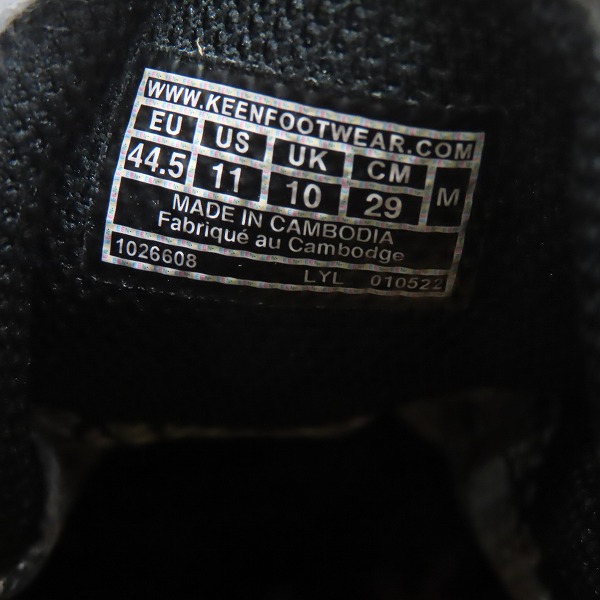 WWW.KEENFOOTWEAR.COM
EU US UK CM M
44.5 11 10 29
MADE IN CAMBODIA
Fabriqué au Cambodge
1026608 LYL 010522